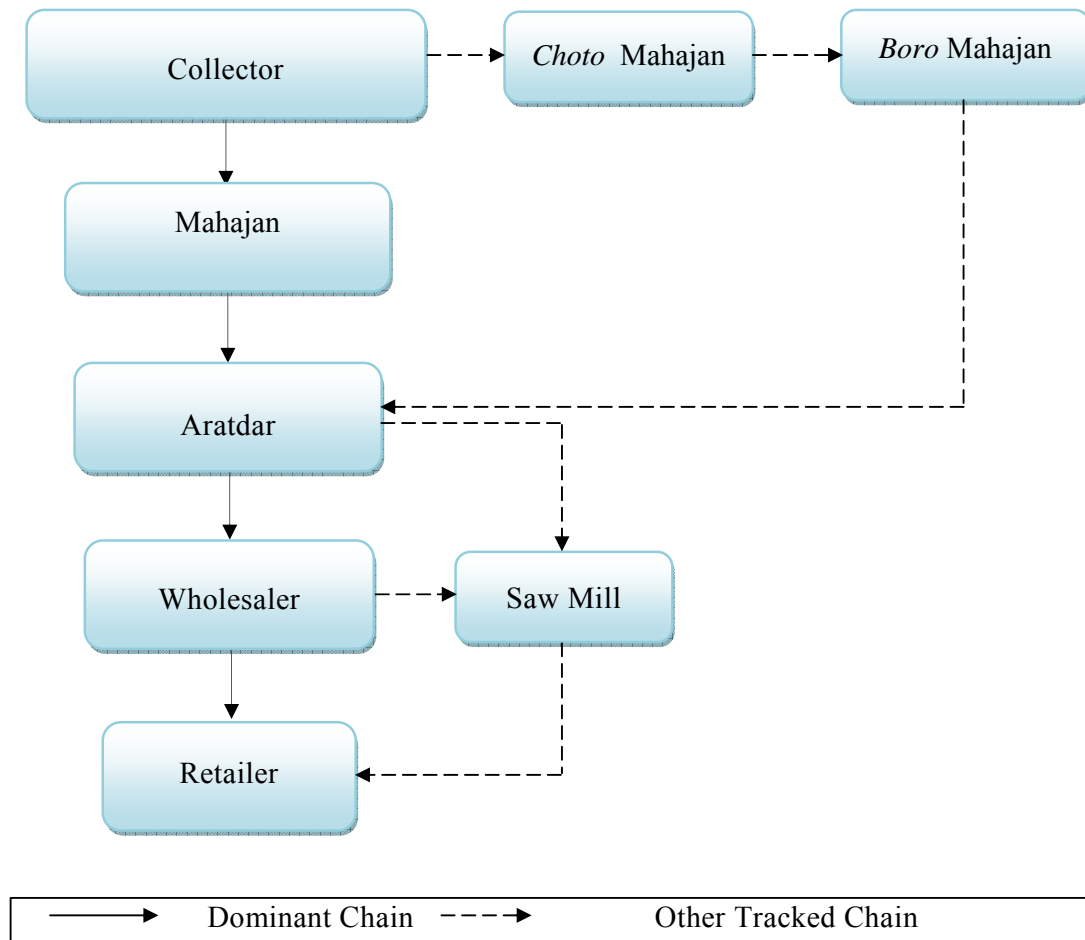 Collector
Choto Mahajan
Boro Mahajan
Mahajan
Aratdar
Wholesaler
Saw Mill
Retailer
Dominant Chain
Other Tracked Chain